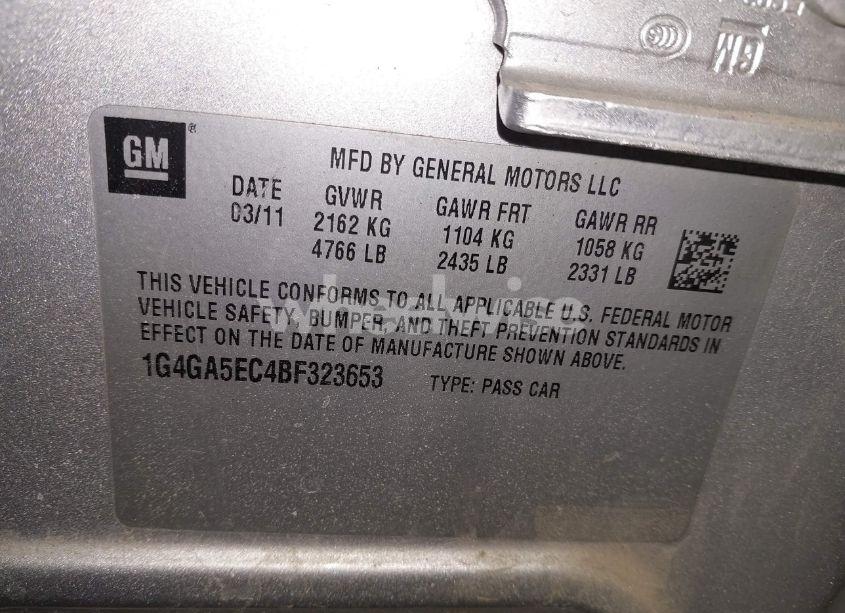 GM
GM ®
MFD BY GENERAL MOTORS LLC
DATE GVWR GAWR FRT GAWR RR
03/11 2162 KG 1104 KG 1058 KG
4766 LB 2435 LB 2331 LB
THIS VEHICLE CONFORMS TO ALL APPLICABLE U.S. FEDERAL MOTOR
VEHICLE SAFETY, BUMPER, AND THEFT PREVENTION STANDARDS IN
EFFECT ON THE DATE OF MANUFACTURE SHOWN ABOVE.
1G4GA5EC4BF323653 TYPE: PASS CAR